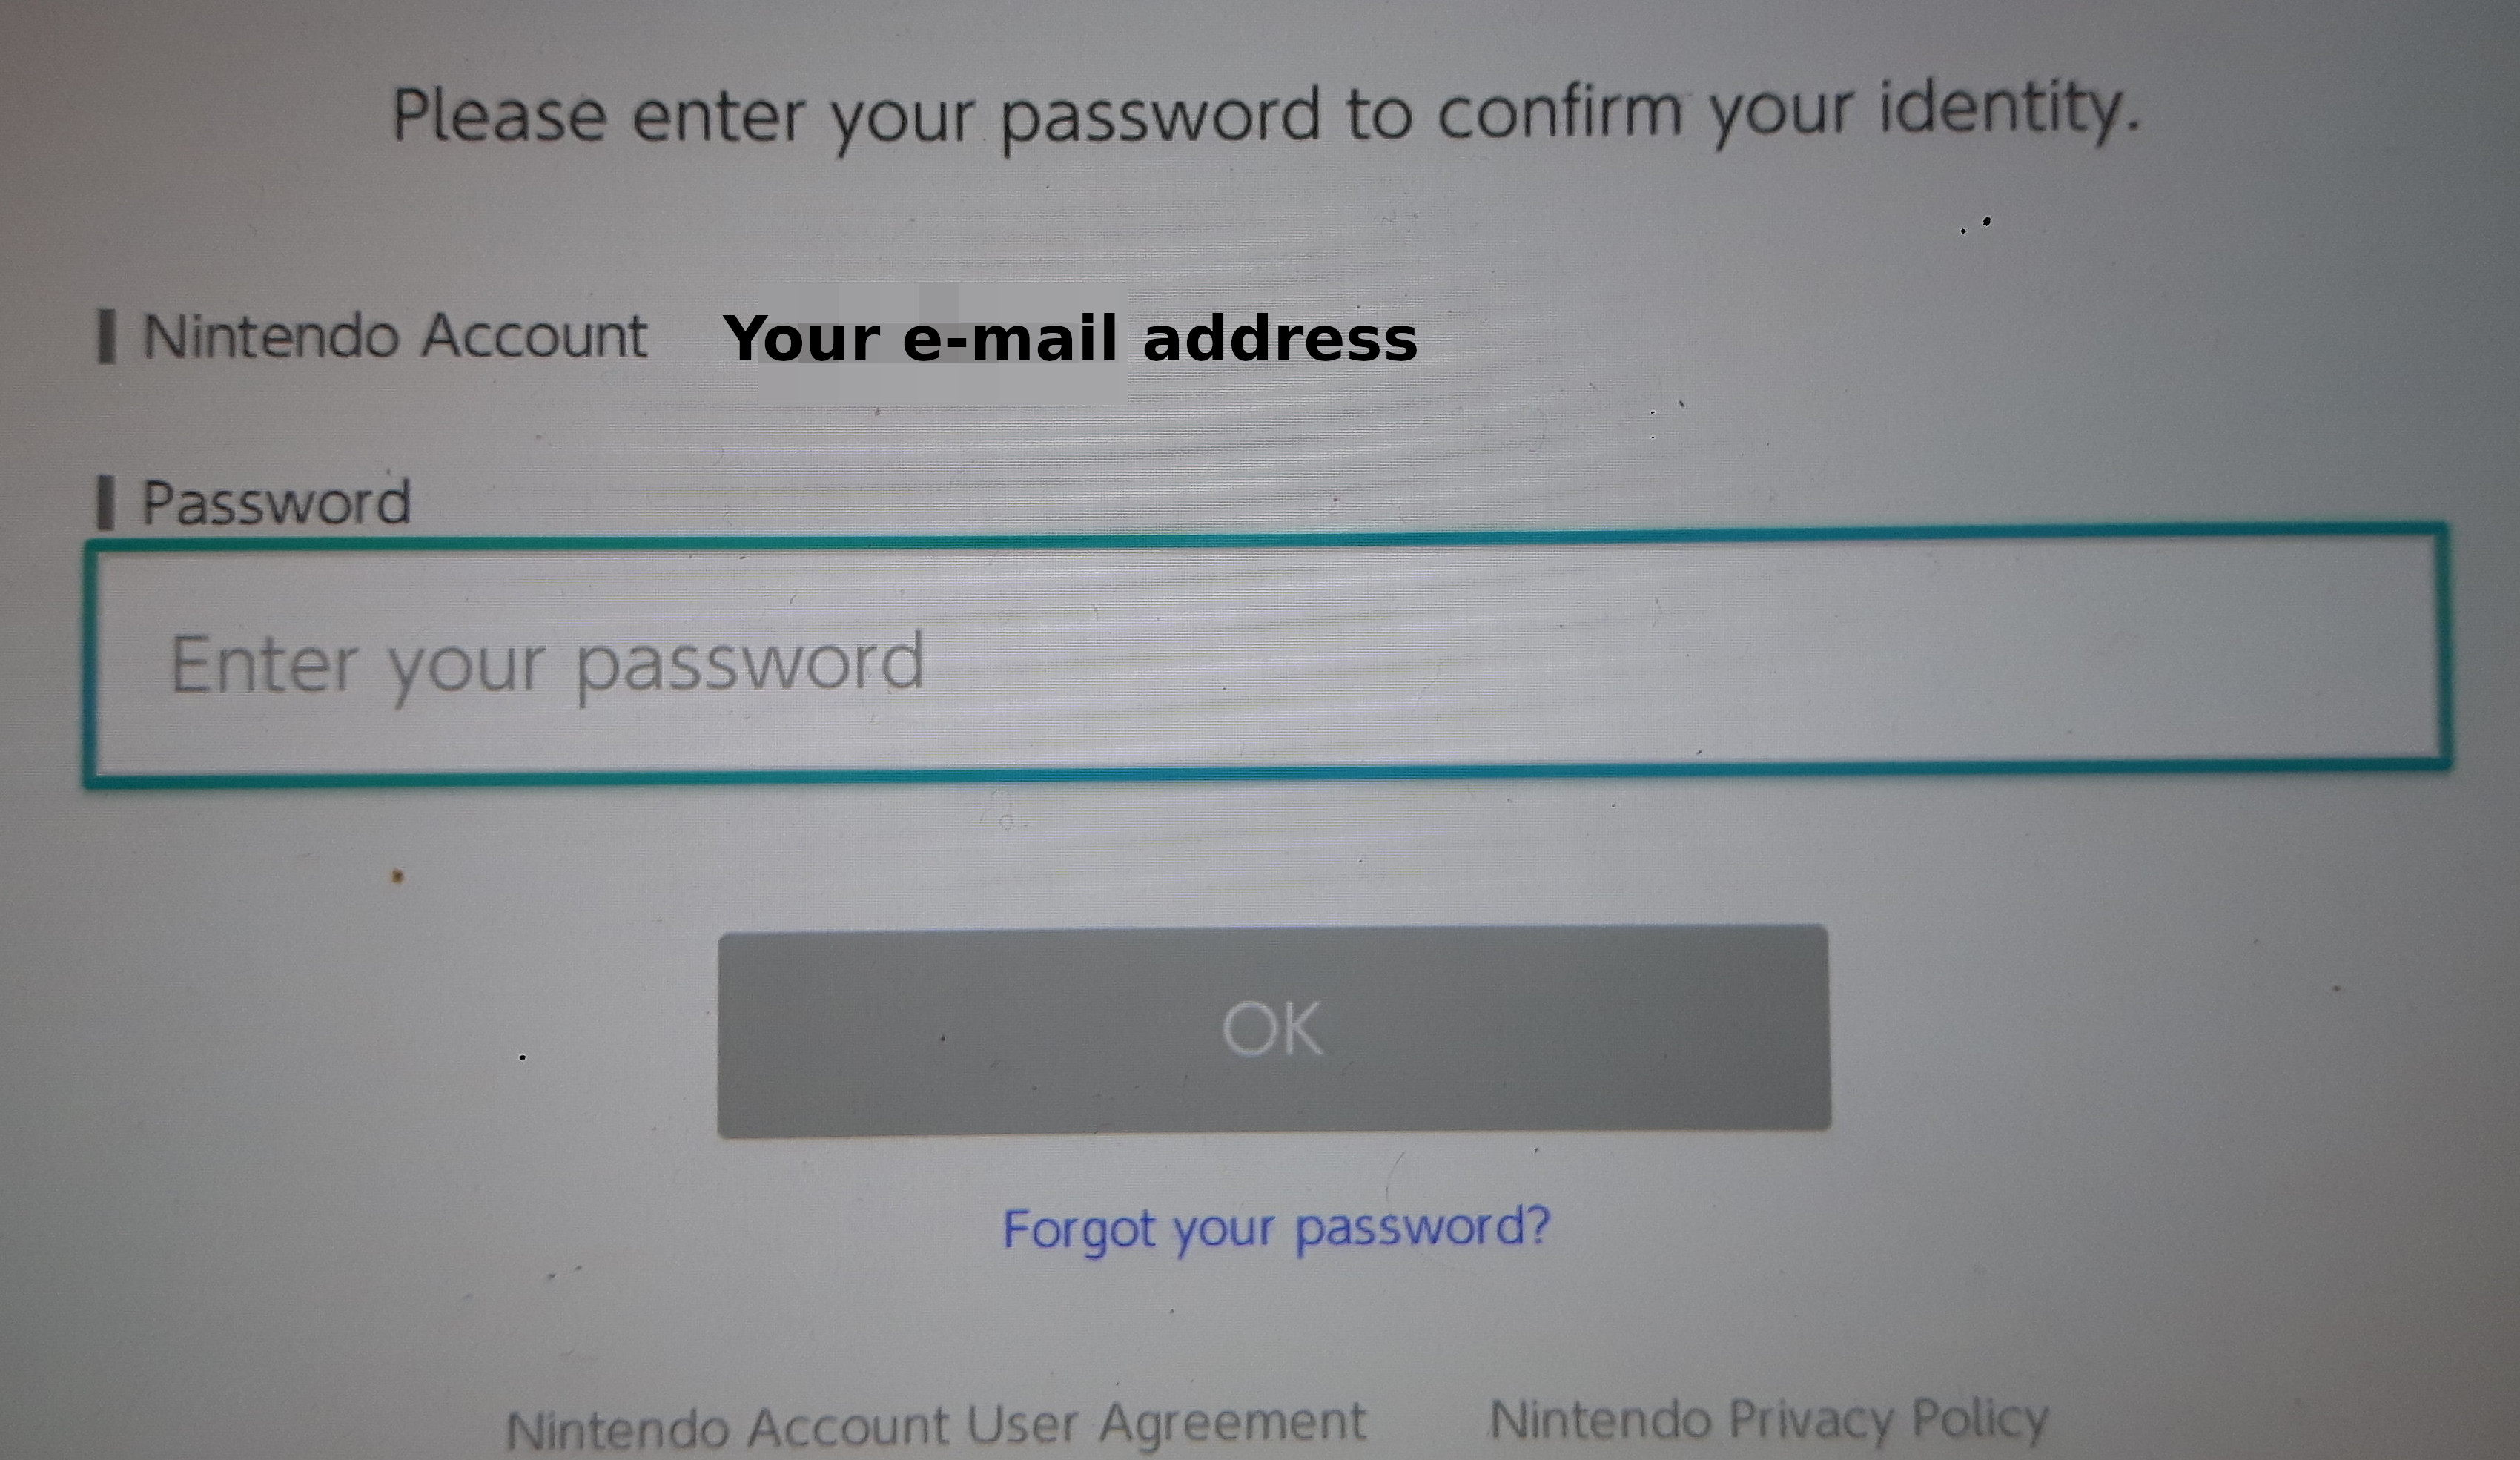 Please enter your password to confirm your identity.
Nintendo Account Your e-mail address
Password
Enter your password
OK
Forgot your password?
Nintendo Account User Agreement Nintendo Privacy Policy